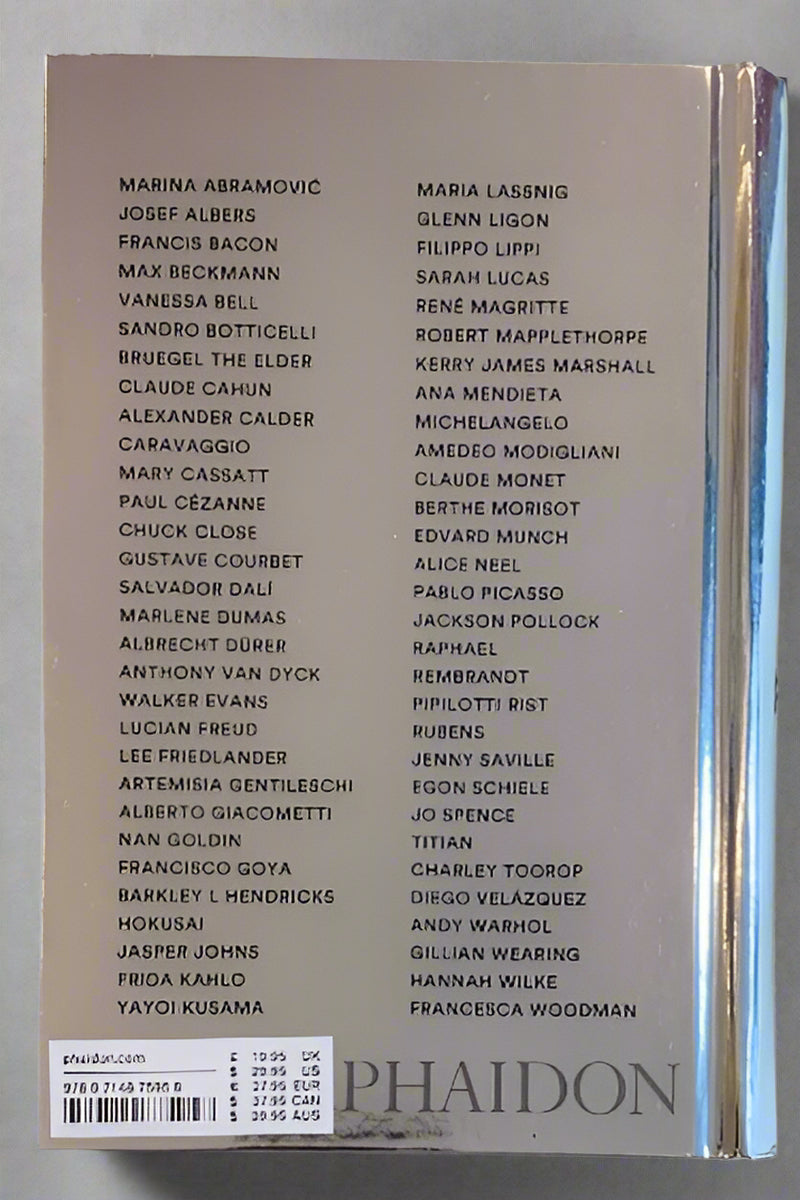 MARINA ABRAMOVIĆ
JOSEF ALBERS
FRANCIS BACON
MAX BECKMANN
VANESSA BELL
SANDRO BOTTICELLI
BRUEGEL THE ELDER
CLAUDE CAHUN
ALEXANDER CALDER
CARAVAGGIO
MARY CASSATT
PAUL CÉZANNE
CHUCK CLOSE
GUSTAVE COURBET
SALVADOR DALÍ
MARLENE DUMAS
ALBRECHT DÜRER
ANTHONY VAN DYCK
WALKER EVANS
LUCIAN FREUD
LEE FRIEDLANDER
ARTEMISIA GENTILESCHI
ALBERTO GIACOMETTI
NAN GOLDIN
FRANCISCO GOYA
BARKLEY L HENDRICKS
HOKUSAI
JASPER JOHNS
FRIDA KAHLO
YAYOI KUSAMA
MARIA LASSNIG
GLENN LIGON
FILIPPO LIPPI
SARAH LUCAS
RENÉ MAGRITTE
ROBERT MAPPLETHORPE
KERRY JAMES MARSHALL
ANA MENDIETA
MICHELANGELO
AMEDEO MODIGLIANI
CLAUDE MONET
BERTHE MORISOT
EDVARD MUNCH
ALICE NEEL
PABLO PICASSO
JACKSON POLLOCK
RAPHAEL
REMBRANDT
PIPILOTTI RIST
RUBENS
JENNY SAVILLE
EGON SCHIELE
JO SPENCE
TITIAN
CHARLEY TOOROP
DIEGO VELÁZQUEZ
ANDY WARHOL
GILLIAN WEARING
HANNAH WILKE
FRANCESCA WOODMAN
phaidon.com
UK
US
EUR
CAN
AUS
PHAIDON